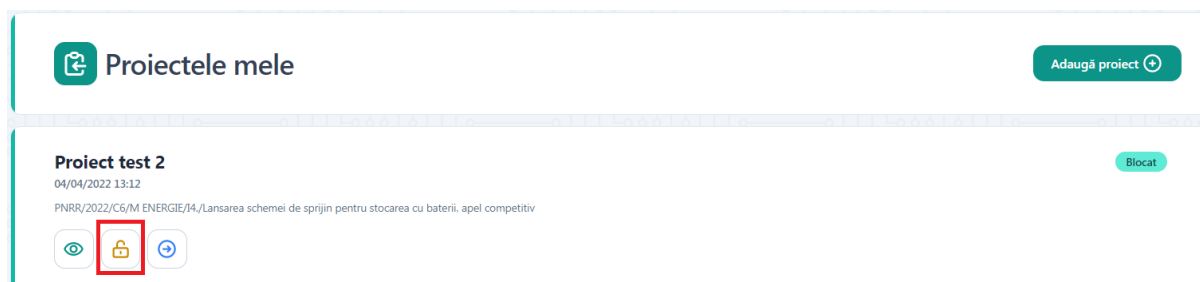 Proiectele mele
Adaugă proiect
Proiect test 2
Blocat
04/04/2022 13:12
PNRR/2022/C6/M ENERGIE/I4./Lansarea schemei de sprijin pentru stocarea cu baterii. apel competitiv